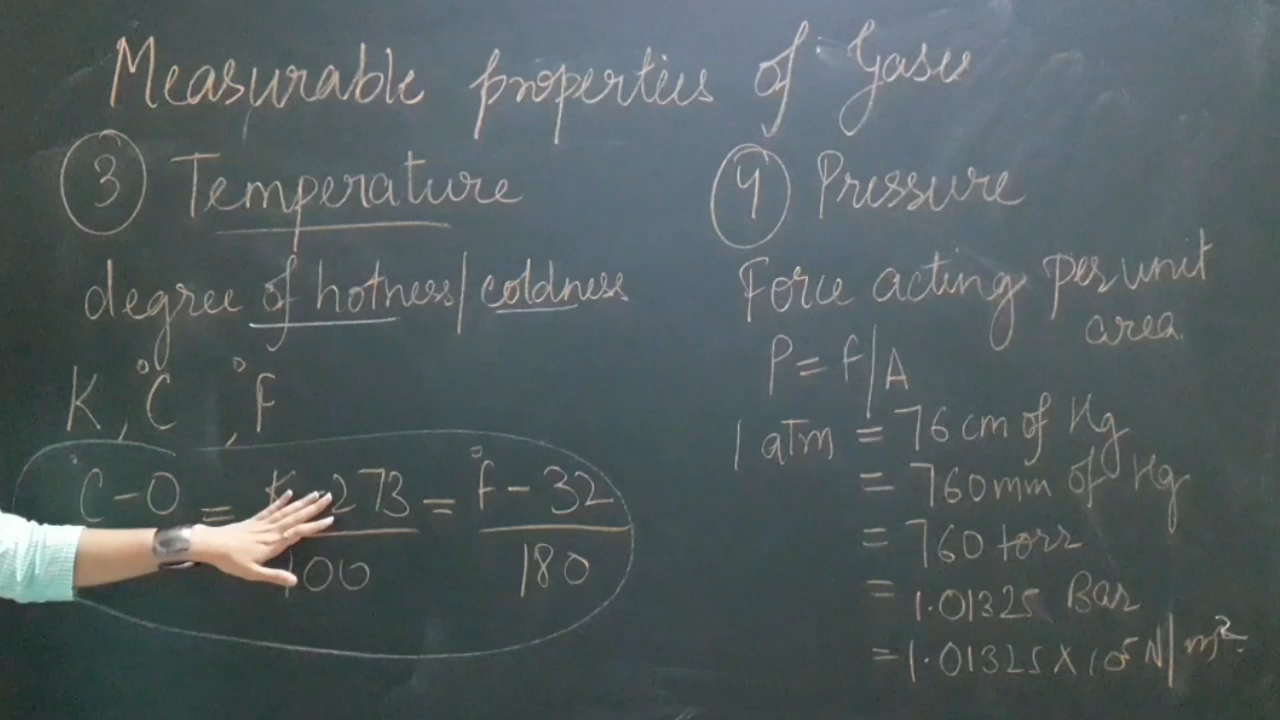 Measurable properties of Gases
③ Temperature
degree of hotness/coldness
K, °C, °F
°C-0 = K-273 = °F-32
100 180
④ Pressure
Force acting per unit
area.
P = f/A
1 atm = 76 cm of Hg
= 760mm of Hg
= 760 torr
= 1.01325 Bar
= 1.01325 x 10⁵ N/m².